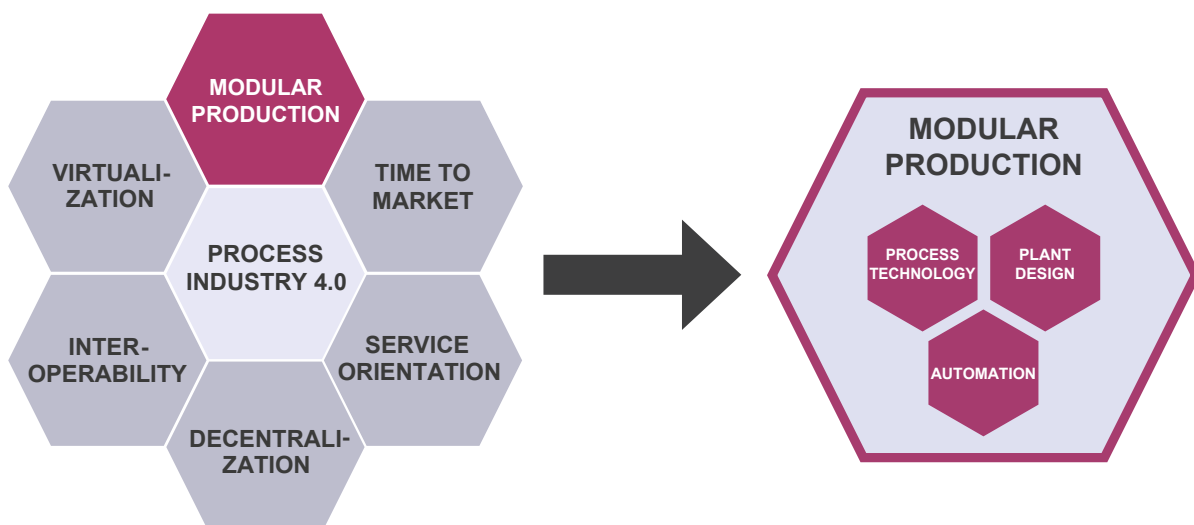 MODULAR
PRODUCTION
VIRTUALI-
ZATION
TIME TO
MARKET
PROCESS
INDUSTRY 4.0
INTER-
OPERABILITY
SERVICE
ORIENTATION
DECENTRALI-
ZATION
MODULAR
PRODUCTION
PROCESS
TECHNOLOGY
PLANT
DESIGN
AUTOMATION